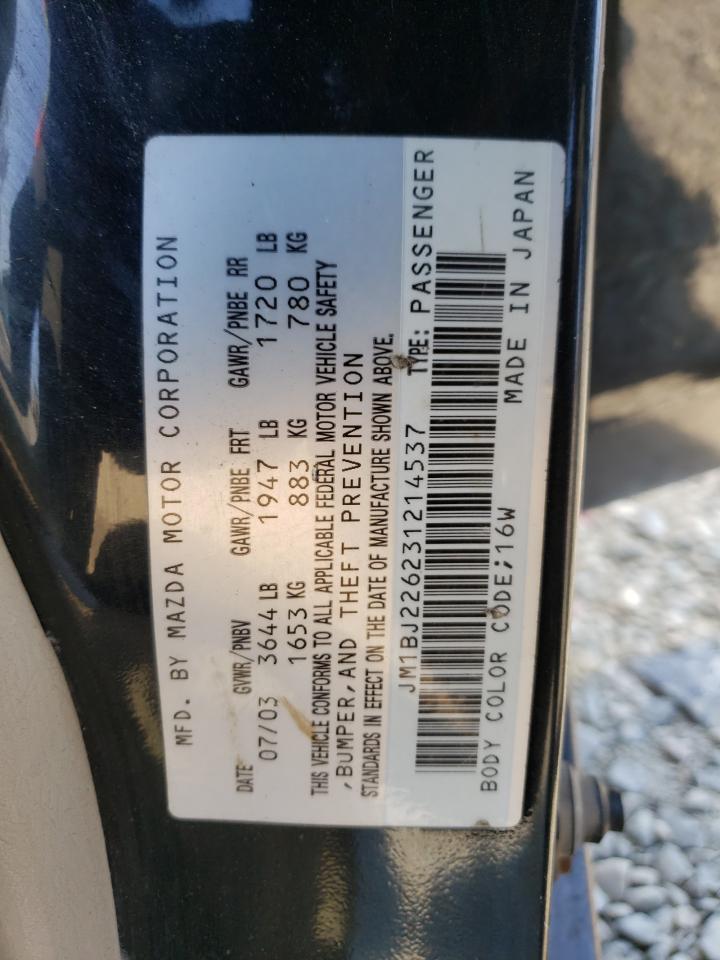 MFD. BY MAZDA MOTOR CORPORATION
DATE GVWR/PNBV GAWR/PNBE FRT GAWR/PNBE RR
07/03 3644 LB 1947 LB 1720 LB
1653 KG 883 KG 780 KG
THIS VEHICLE CONFORMS TO ALL APPLICABLE FEDERAL MOTOR VEHICLE SAFETY
,BUMPER,AND THEFT PREVENTION
STANDARDS IN EFFECT ON THE DATE OF MANUFACTURE SHOWN ABOVE.
JM1BJ226231214537 TYPE: PASSENGER
BODY COLOR CODE;16W MADE IN JAPAN